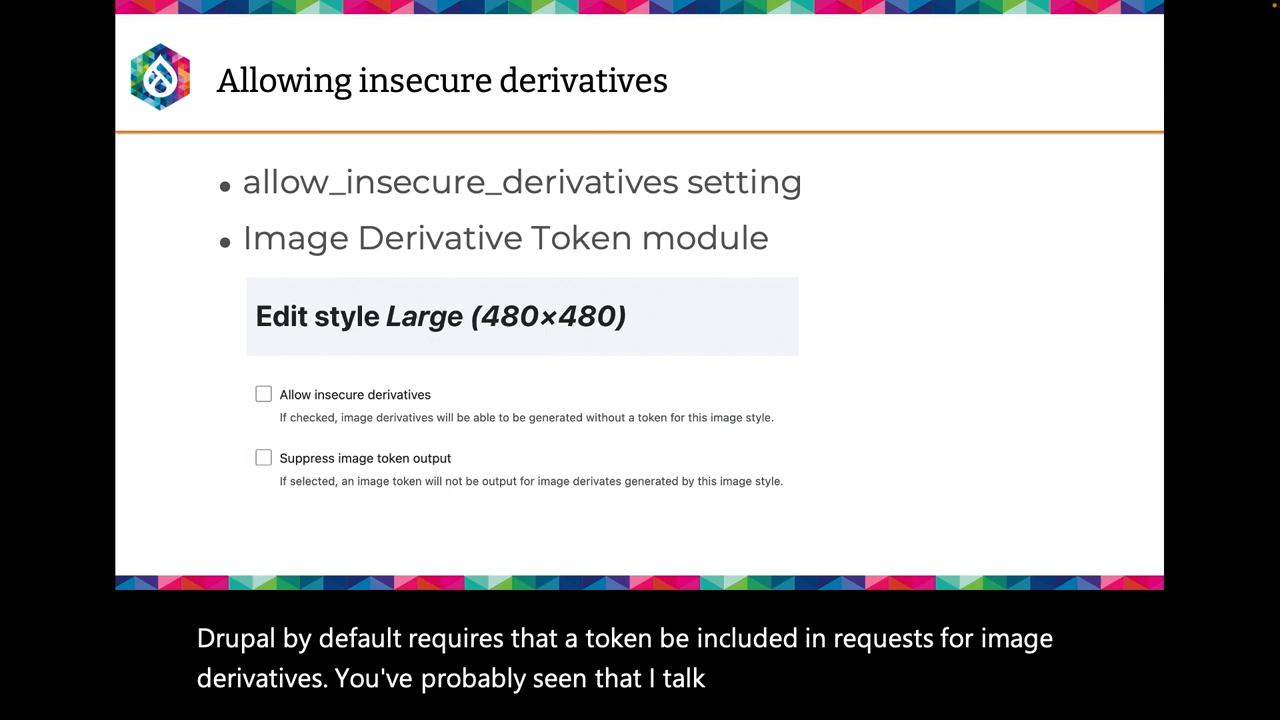 Allowing insecure derivatives
• allow_insecure_derivatives setting
• Image Derivative Token module
Edit style Large (480×480)
Allow insecure derivatives
If checked, image derivatives will be able to be generated without a token for this image style.
Suppress image token output
If selected, an image token will not be output for image derivates generated by this image style.
Drupal by default requires that a token be included in requests for image
derivatives. You've probably seen that I talk